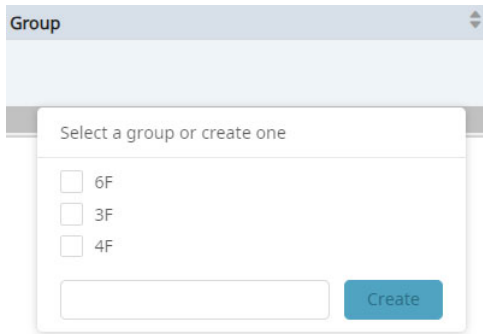 Group
Select a group or create one
6F
3F
4F
Create